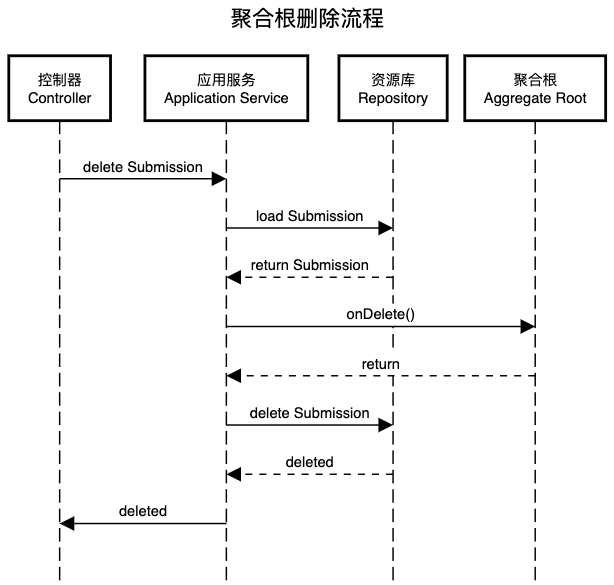 聚合根删除流程
控制器
Controller
应用服务
Application Service
资源库
Repository
聚合根
Aggregate Root
delete Submission
load Submission
return Submission
onDelete()
return
delete Submission
deleted
deleted